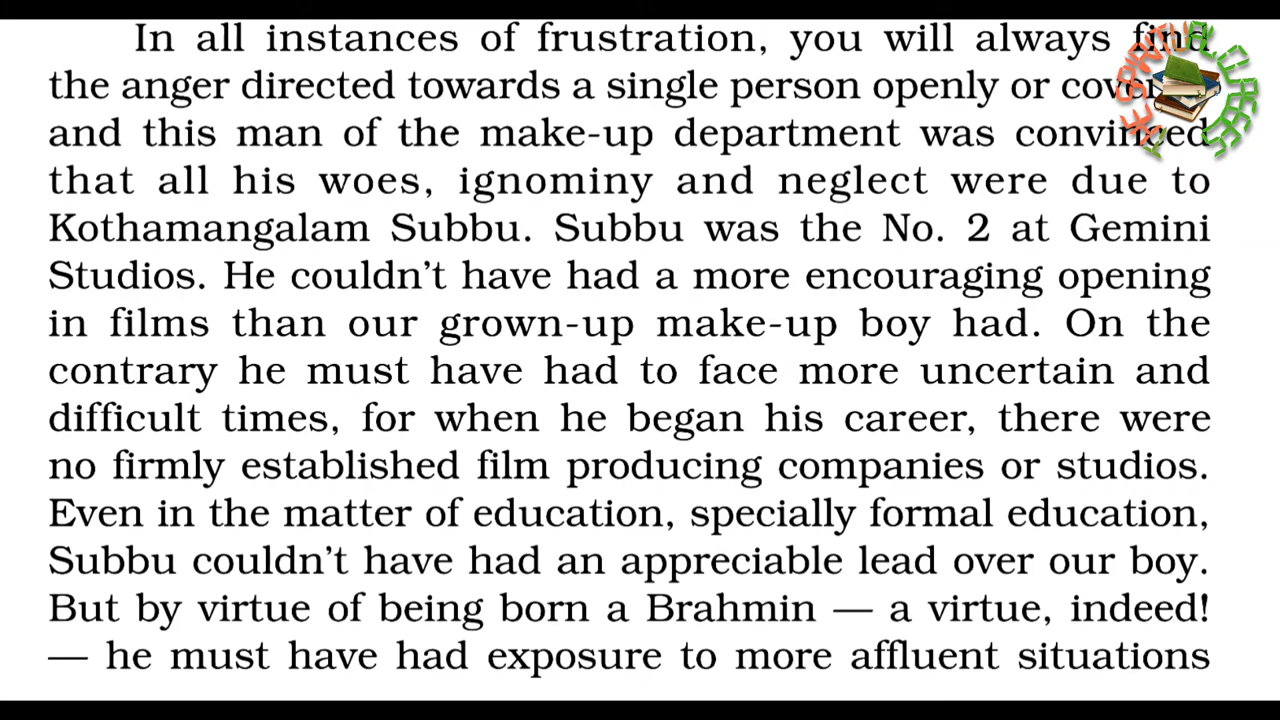 In all instances of frustration, you will always find
the anger directed towards a single person openly or
and this man of the make-up department was convinced
that all his woes, ignominy and neglect were due to
Kothamangalam Subbu. Subbu was the No. 2 at Gemini
Studios. He couldn't have had a more encouraging opening
in films than our grown-up make-up boy had. On the
contrary he must have had to face more uncertain and
difficult times, for when he began his career, there were
no firmly established film producing companies or studios.
Even in the matter of education, specially formal education,
Subbu couldn't have had an appreciable lead over our boy.
But by virtue of being born a Brahmin — a virtue, indeed!
— he must have had exposure to more affluent situations